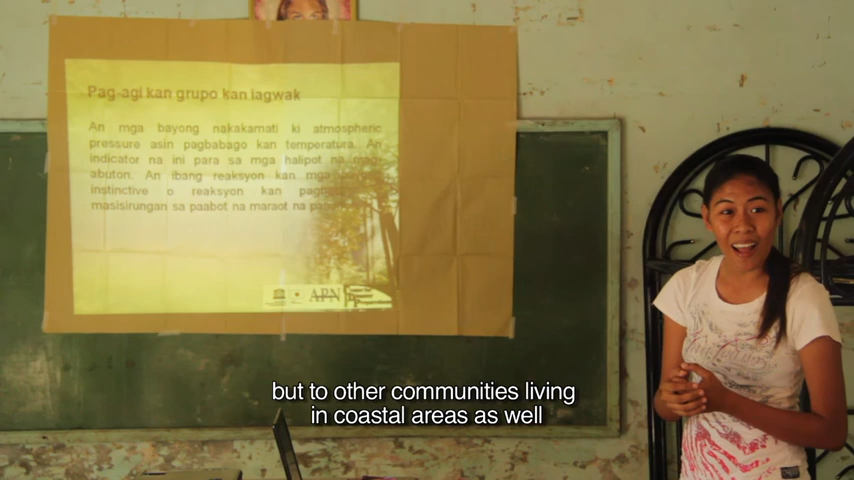 Pag-agi kan grupo kan lagwak
An mga bayong nakakamati ki atmospheric
pressure asin pagbabago kan temperatura. An
indicator na ini para sa mga halipot na mag-
abuton. An ibang reaksyon kan mga
instinctive o reaksyon kan
masisirungan sa paabot na maraot na
APN
but to other communities living
in coastal areas as well